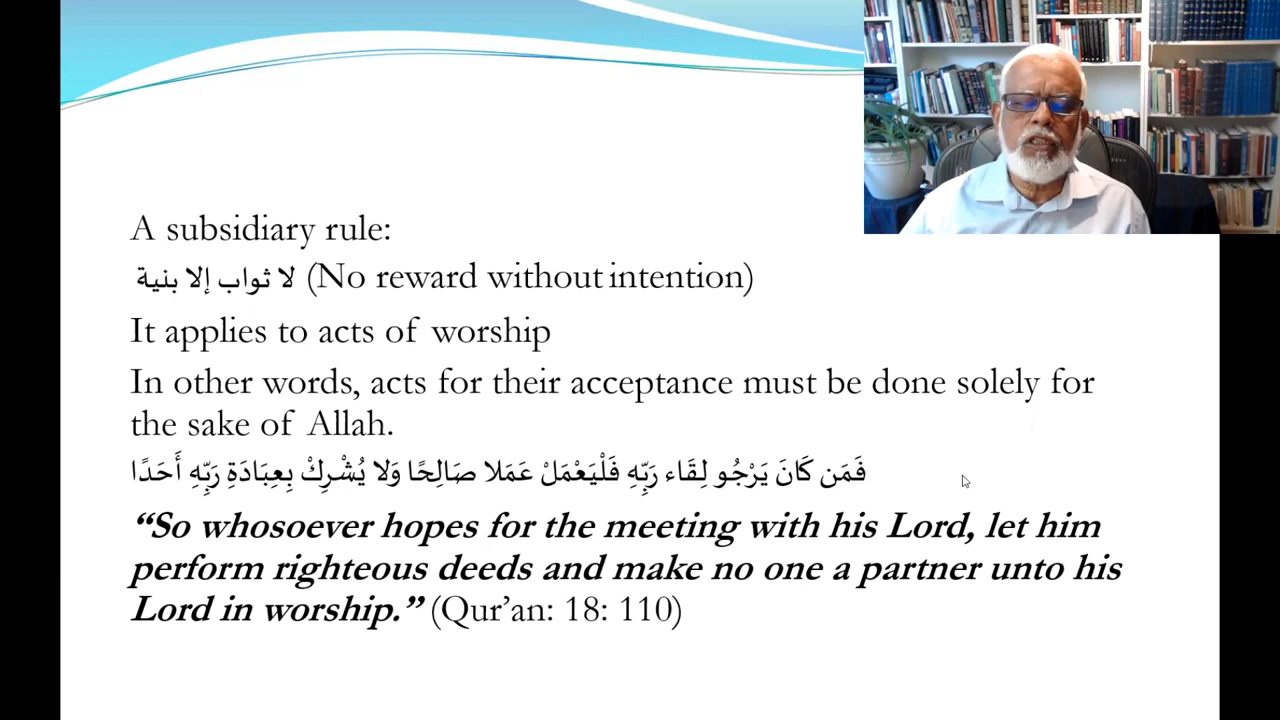 A subsidiary rule:
لا ثواب إلا بنية (No reward without intention)
It applies to acts of worship
In other words, acts for their acceptance must be done solely for
the sake of Allah.
فَمَن كَانَ يَرْجُو لِقَاء رَبِّهِ فَلْيَعْمَلْ عَمَلا صَالِحًا وَلا يُشْرِكْ بِعِبَادَةِ رَبِّهِ أَحَدًا
“So whosoever hopes for the meeting with his Lord, let him
perform righteous deeds and make no one a partner unto his
Lord in worship.” (Qur’an: 18: 110)